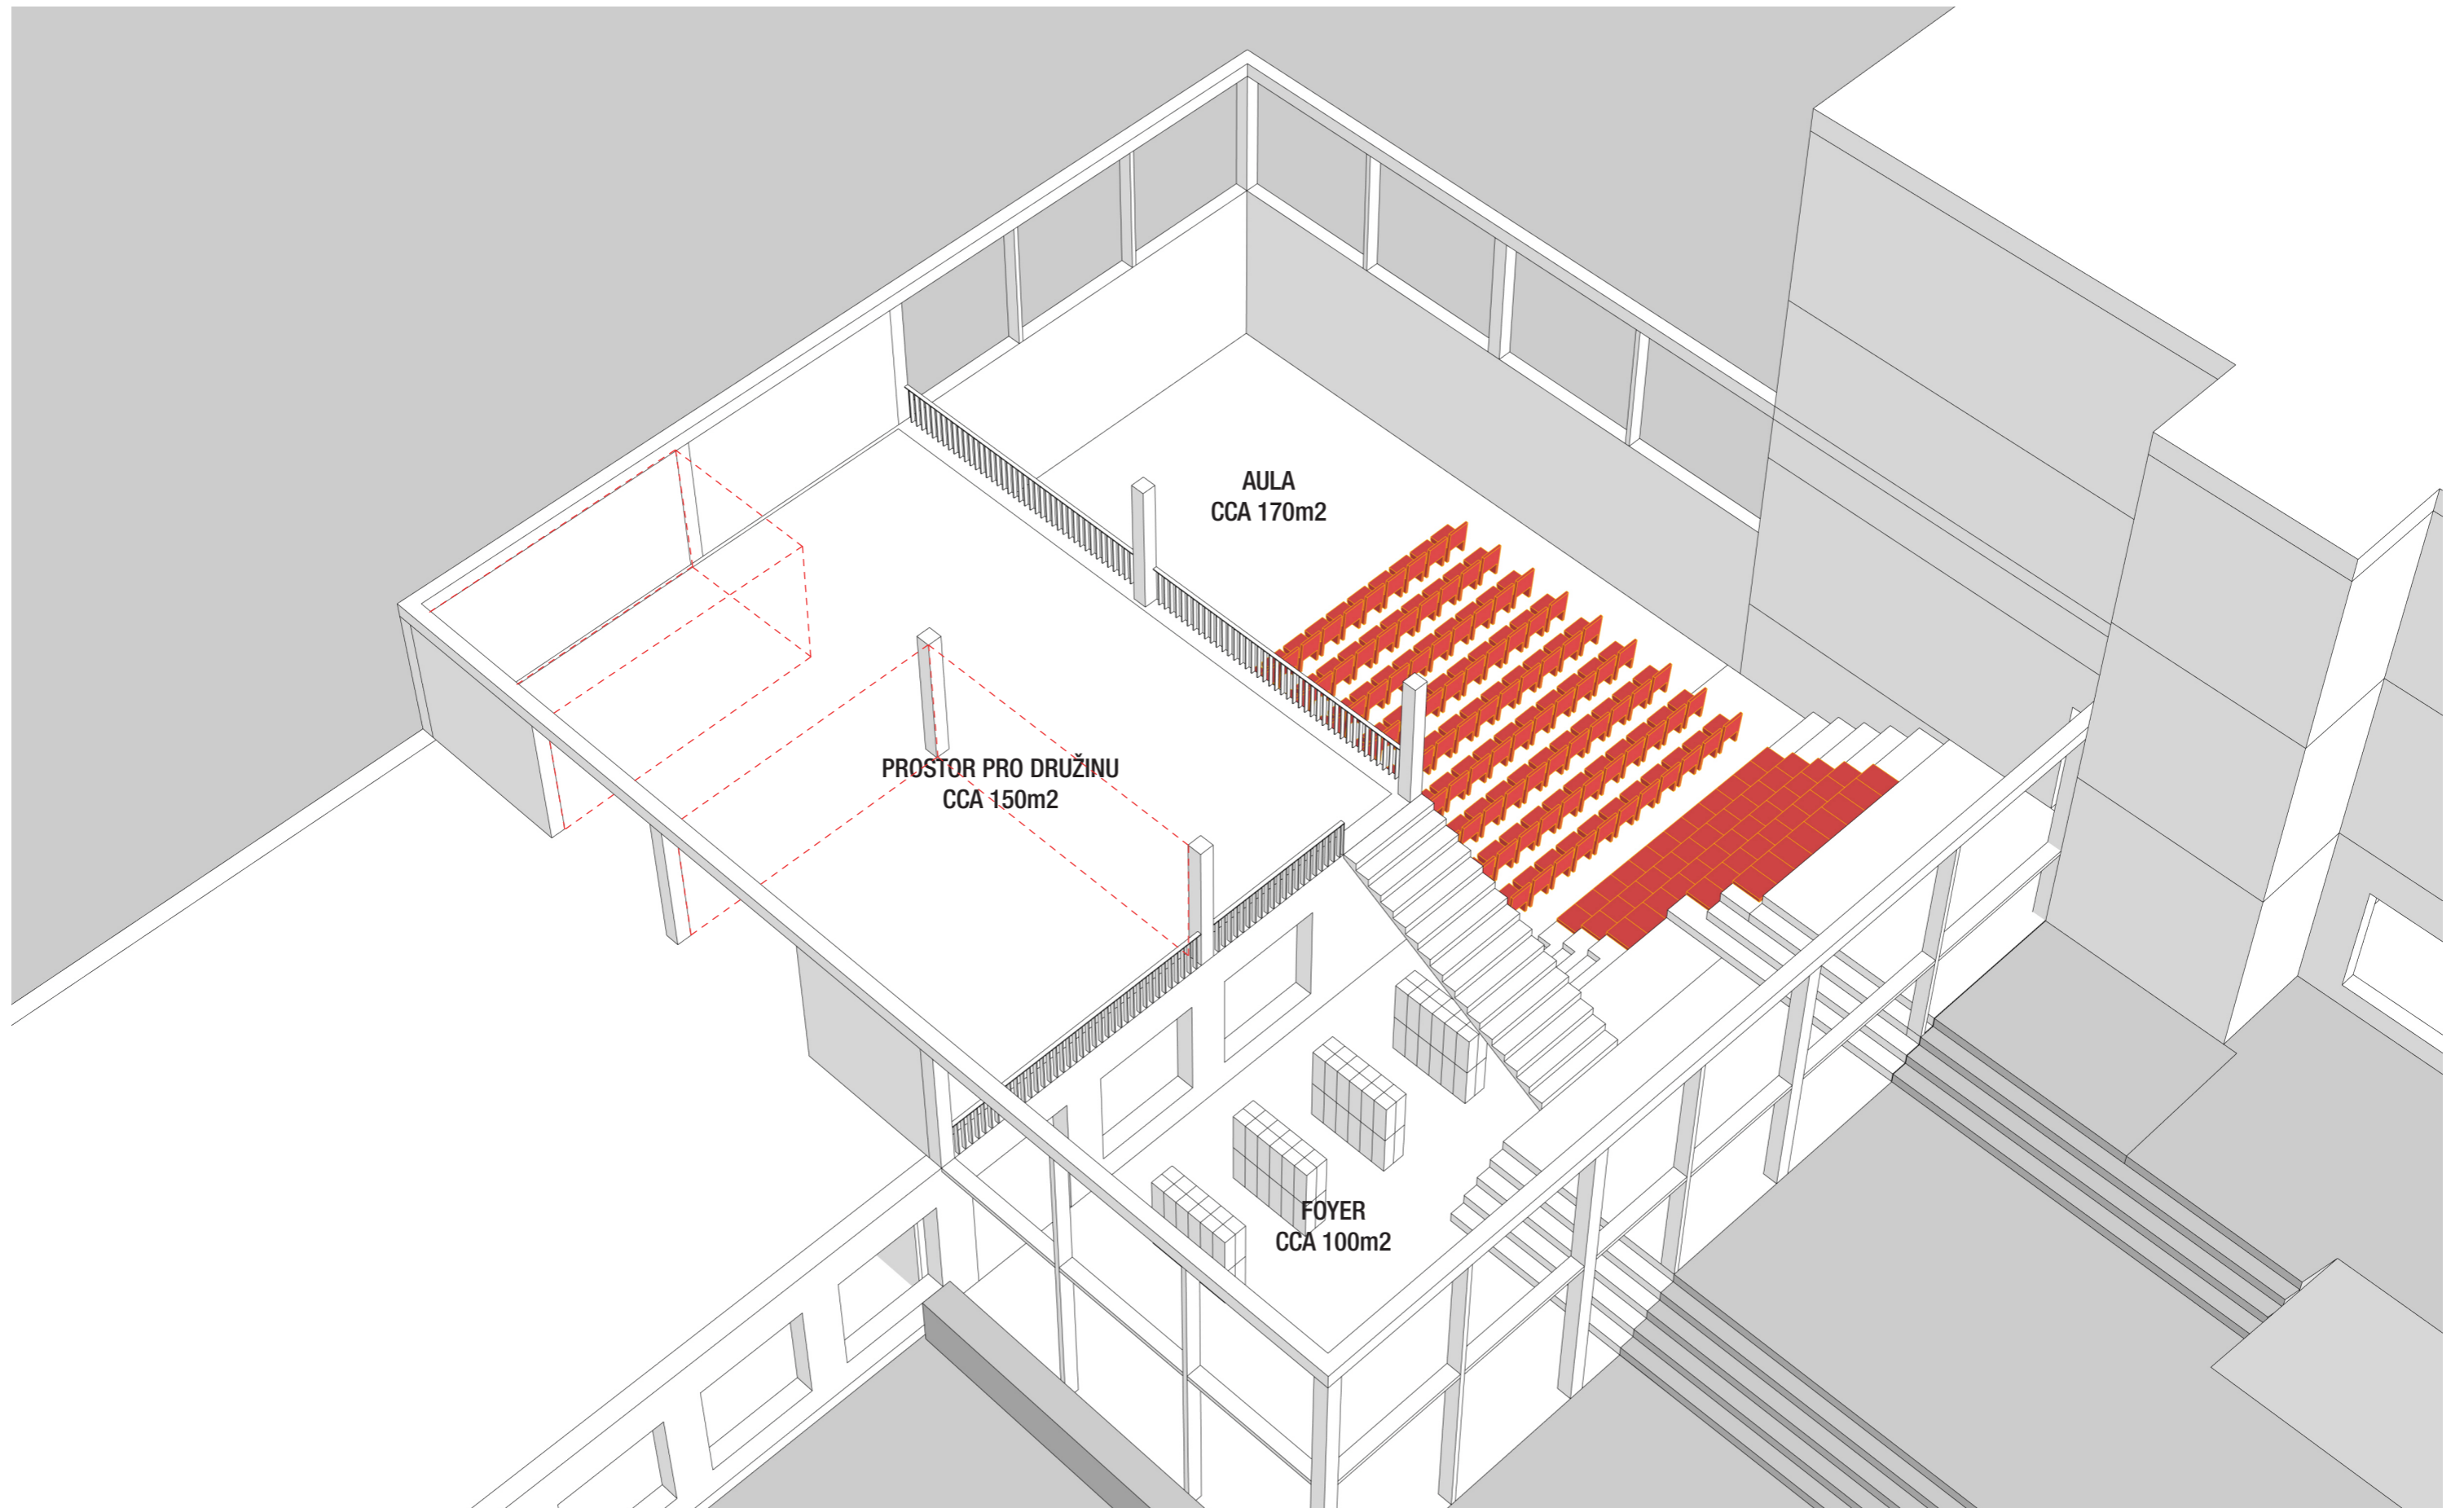 AULA
CCA 170m2
PROSTOR PRO DRUŽINU
CCA 150m2
FOYER
CCA 100m2